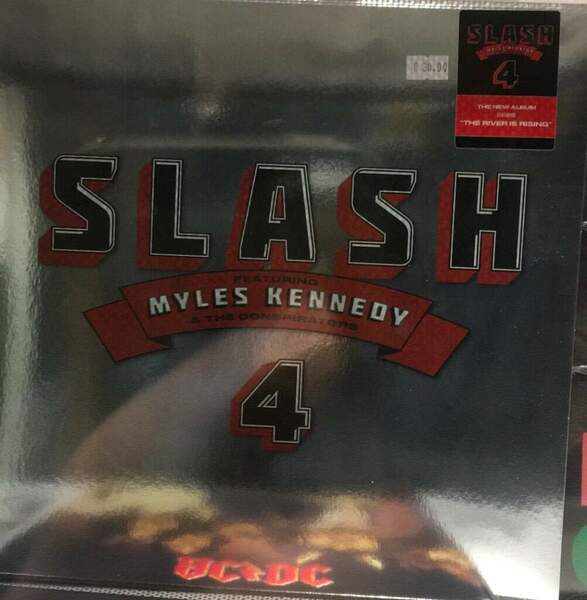 SLASH
4
THE NEW ALBUM
"THE RIVER IS RISING"
SLASH
FEATURING
MYLES KENNEDY
& THE CONSPIRATORS
4
AC⚡DC